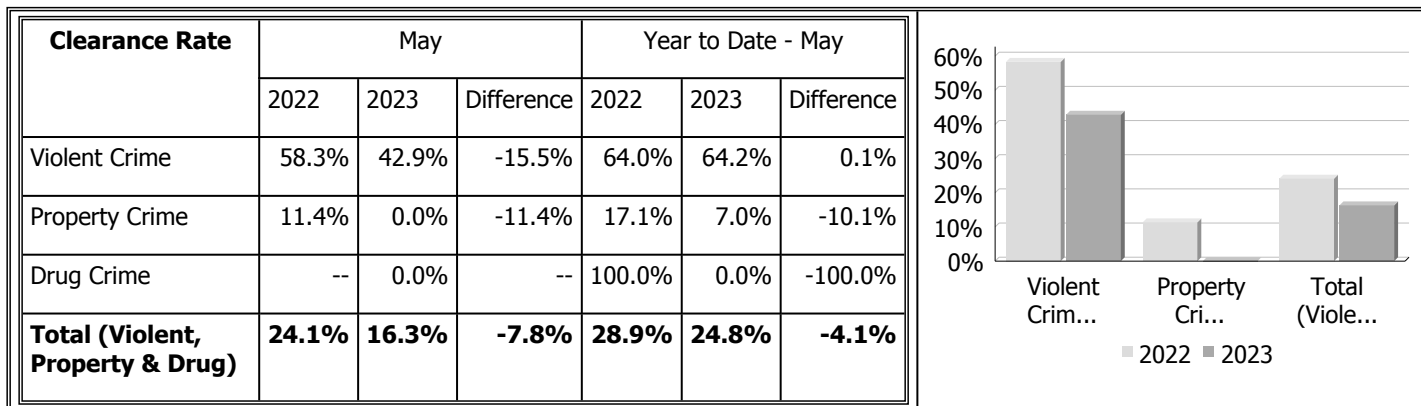 Clearance Rate May Year to Date - May
2022 2023 Difference 2022 2023 Difference
Violent Crime 58.3% 42.9% -15.5% 64.0% 64.2% 0.1%
Property Crime 11.4% 0.0% -11.4% 17.1% 7.0% -10.1%
Drug Crime -- 0.0% -- 100.0% 0.0% -100.0%
Total (Violent, 24.1% 16.3% -7.8% 28.9% 24.8% -4.1%
Property & Drug)
60%
50%
40%
30%
20%
10%
0%
Violent Property Total
Crim... Cri... (Viole...
2022 2023